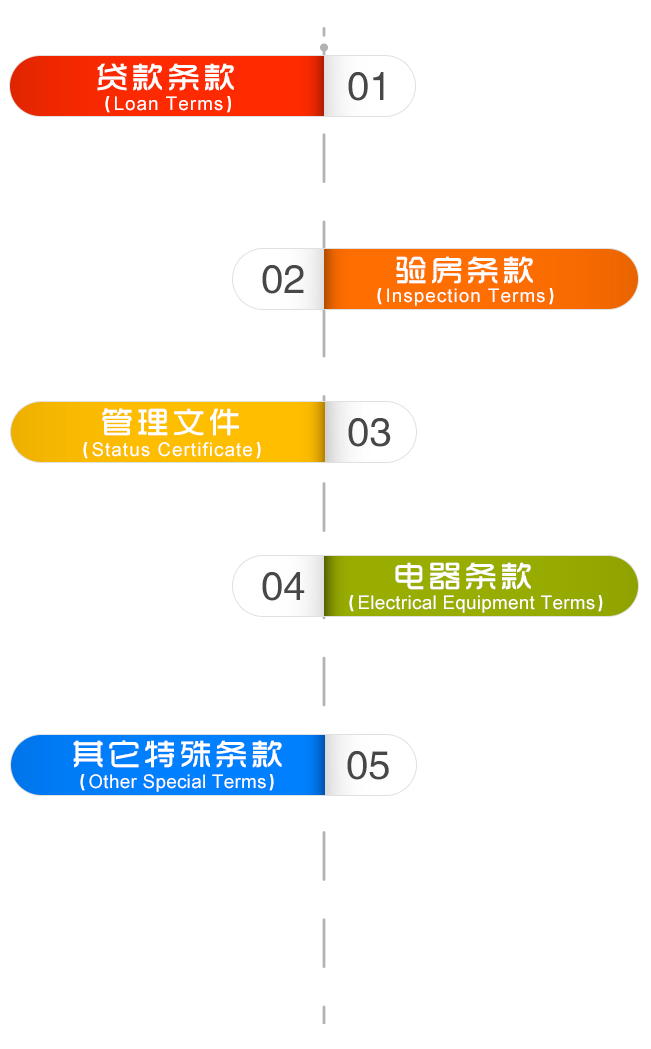 贷款条款
(Loan Terms)
01
02
验房条款
(Inspection Terms)
管理文件
(Status Certificate)
03
04
电器条款
(Electrical Equipment Terms)
其它特殊条款
(Other Special Terms)
05